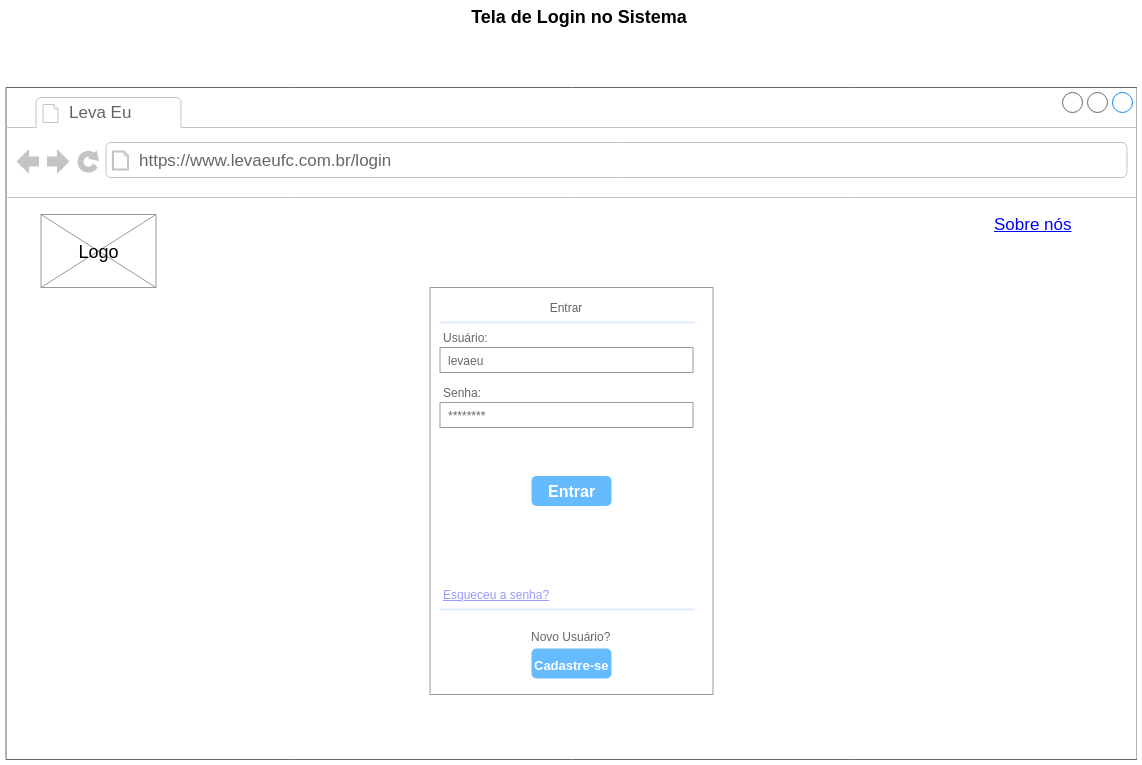 Tela de Login no Sistema
Leva Eu
https://www.levaeufc.com.br/login
Logo
Sobre nós
Entrar
Usuário:
levaeu
Senha:
********
Entrar
Esqueceu a senha?
Novo Usuário?
Cadastre-se